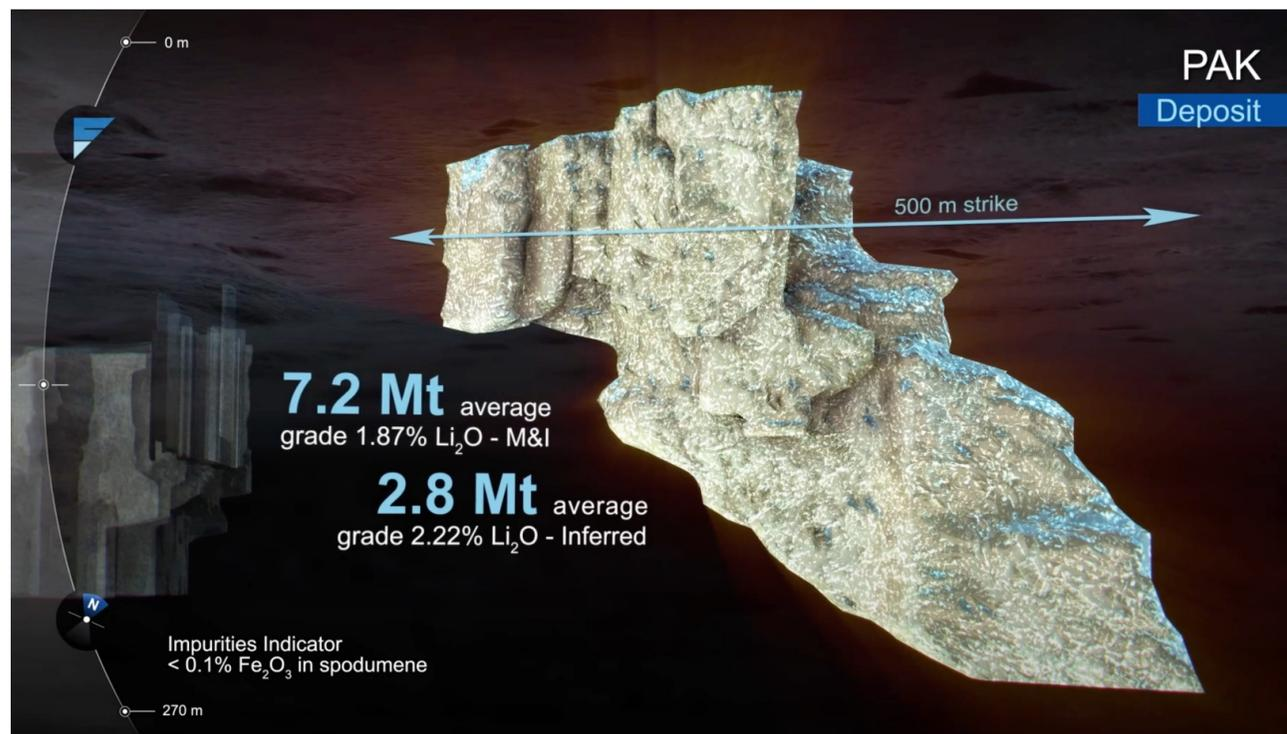 0 m
PAK
Deposit
500 m strike
7.2 Mt average
grade 1.87% Li₂O - M&I
2.8 Mt average
grade 2.22% Li₂O - Inferred
N
Impurities Indicator
< 0.1% Fe₂O₃ in spodumene
270 m